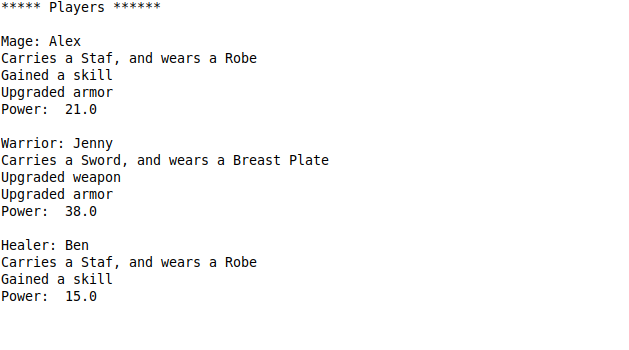 ***** Players ******
Mage: Alex
Carries a Staf, and wears a Robe
Gained a skill
Upgraded armor
Power:  21.0
Warrior: Jenny
Carries a Sword, and wears a Breast Plate
Upgraded weapon
Upgraded armor
Power:  38.0
Healer: Ben
Carries a Staf, and wears a Robe
Gained a skill
Power:  15.0